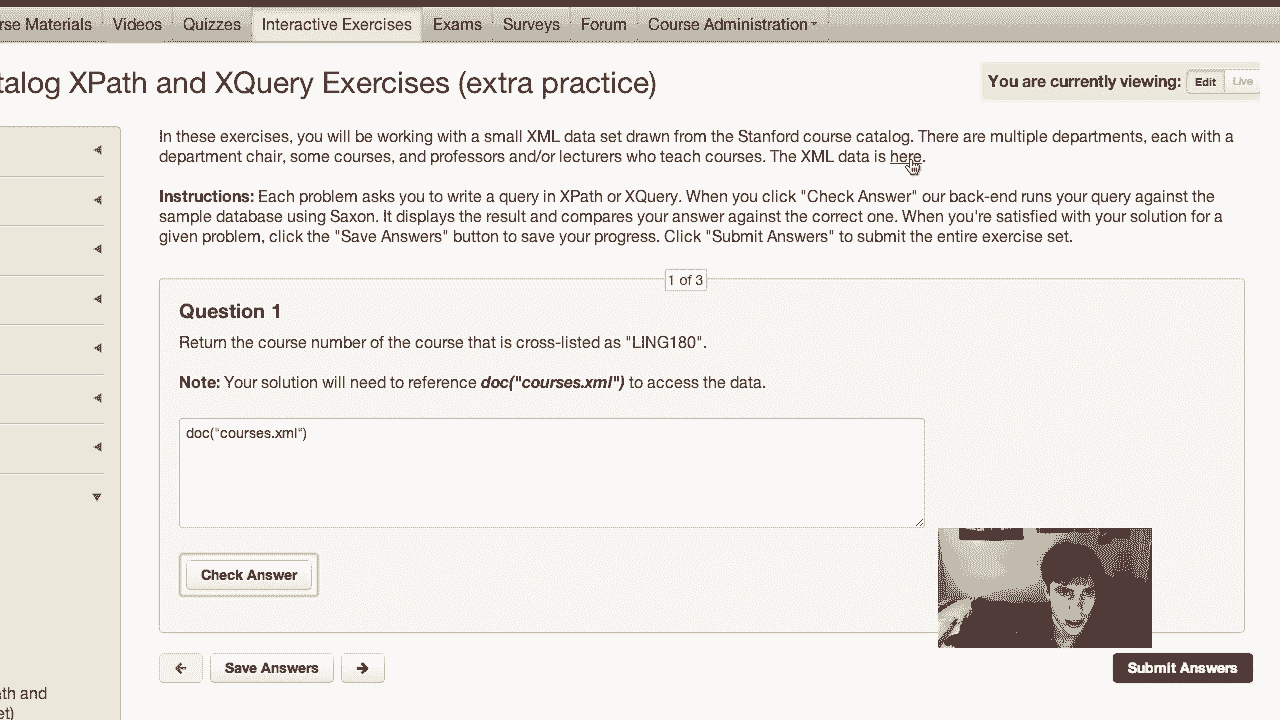 rse Materials Videos Quizzes Interactive Exercises Exams Surveys Forum Course Administration
talog XPath and XQuery Exercises (extra practice)
You are currently viewing: Edit Live
In these exercises, you will be working with a small XML data set drawn from the Stanford course catalog. There are multiple departments, each with a
department chair, some courses, and professors and/or lecturers who teach courses. The XML data is here.
Instructions: Each problem asks you to write a query in XPath or XQuery. When you click "Check Answer" our back-end runs your query against the
sample database using Saxon. It displays the result and compares your answer against the correct one. When you're satisfied with your solution for a
given problem, click the "Save Answers" button to save your progress. Click "Submit Answers" to submit the entire exercise set.
1 of 3
Question 1
Return the course number of the course that is cross-listed as "LING180".
Note: Your solution will need to reference doc("courses.xml") to access the data.
doc("courses.xml")
Check Answer
Save Answers
Submit Answers
ath and
et)